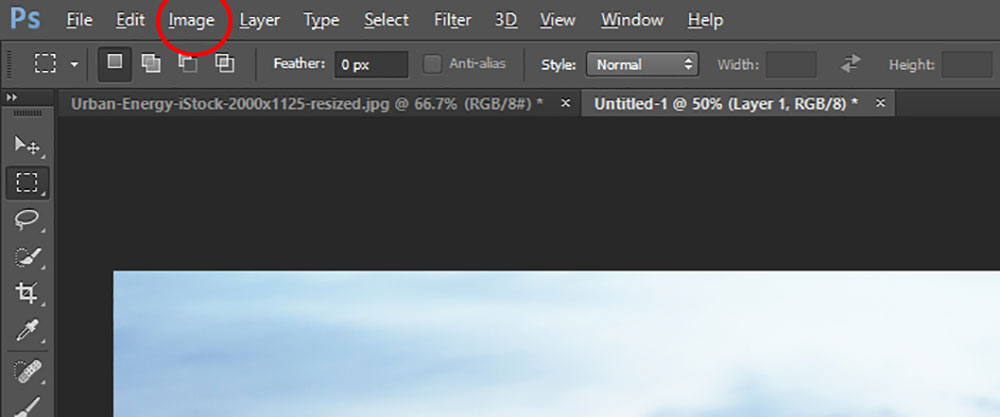 Ps File Edit Image Layer Type Select Filter 3D View Window Help
Feather: 0 px Anti-alias Style: Normal Width: Height:
Urban-Energy-iStock-2000x1125-resized.jpg @ 66.7% (RGB/8#) * × Untitled-1 @ 50% (Layer 1, RGB/8) * ×